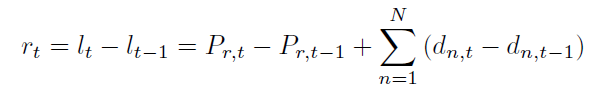 r_t = l_t − l_{t−1} = P_{r,t} − P_{r,t−1} + \sum_{n=1}^{N} (d_{n,t} − d_{n,t−1})